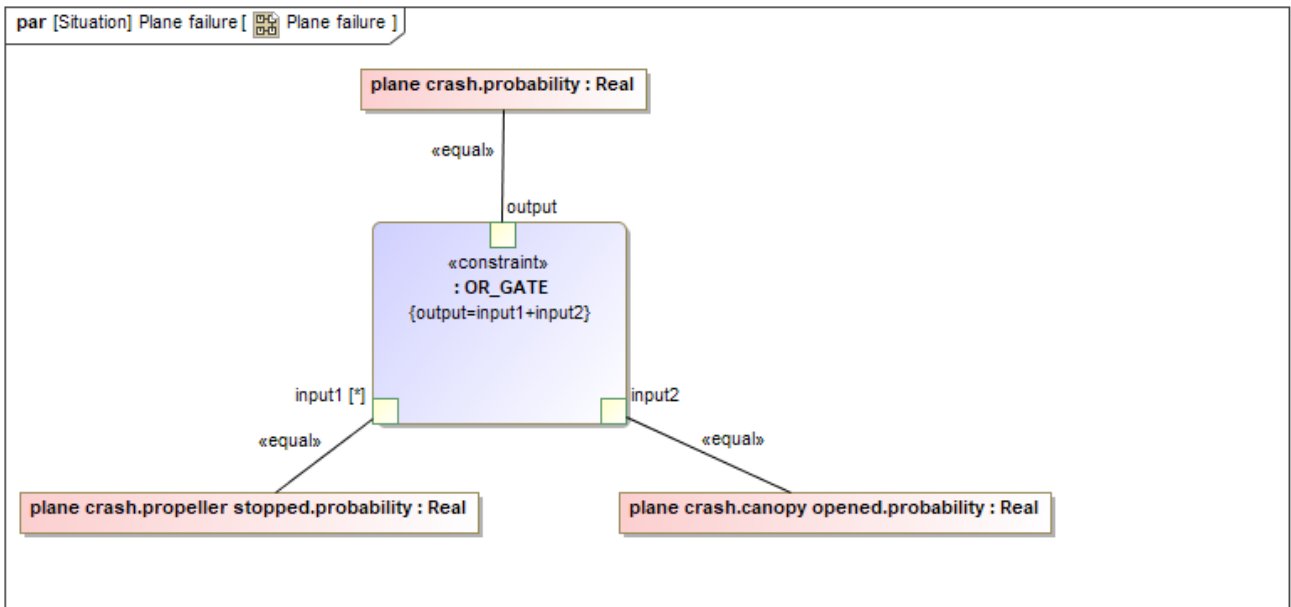 par [Situation] Plane failure [ Plane failure ]
plane crash.probability : Real
«equal»
output
«constraint»
: OR_GATE
{output=input1+input2}
input1 [*]
input2
«equal»
«equal»
plane crash.propeller stopped.probability : Real
plane crash.canopy opened.probability : Real